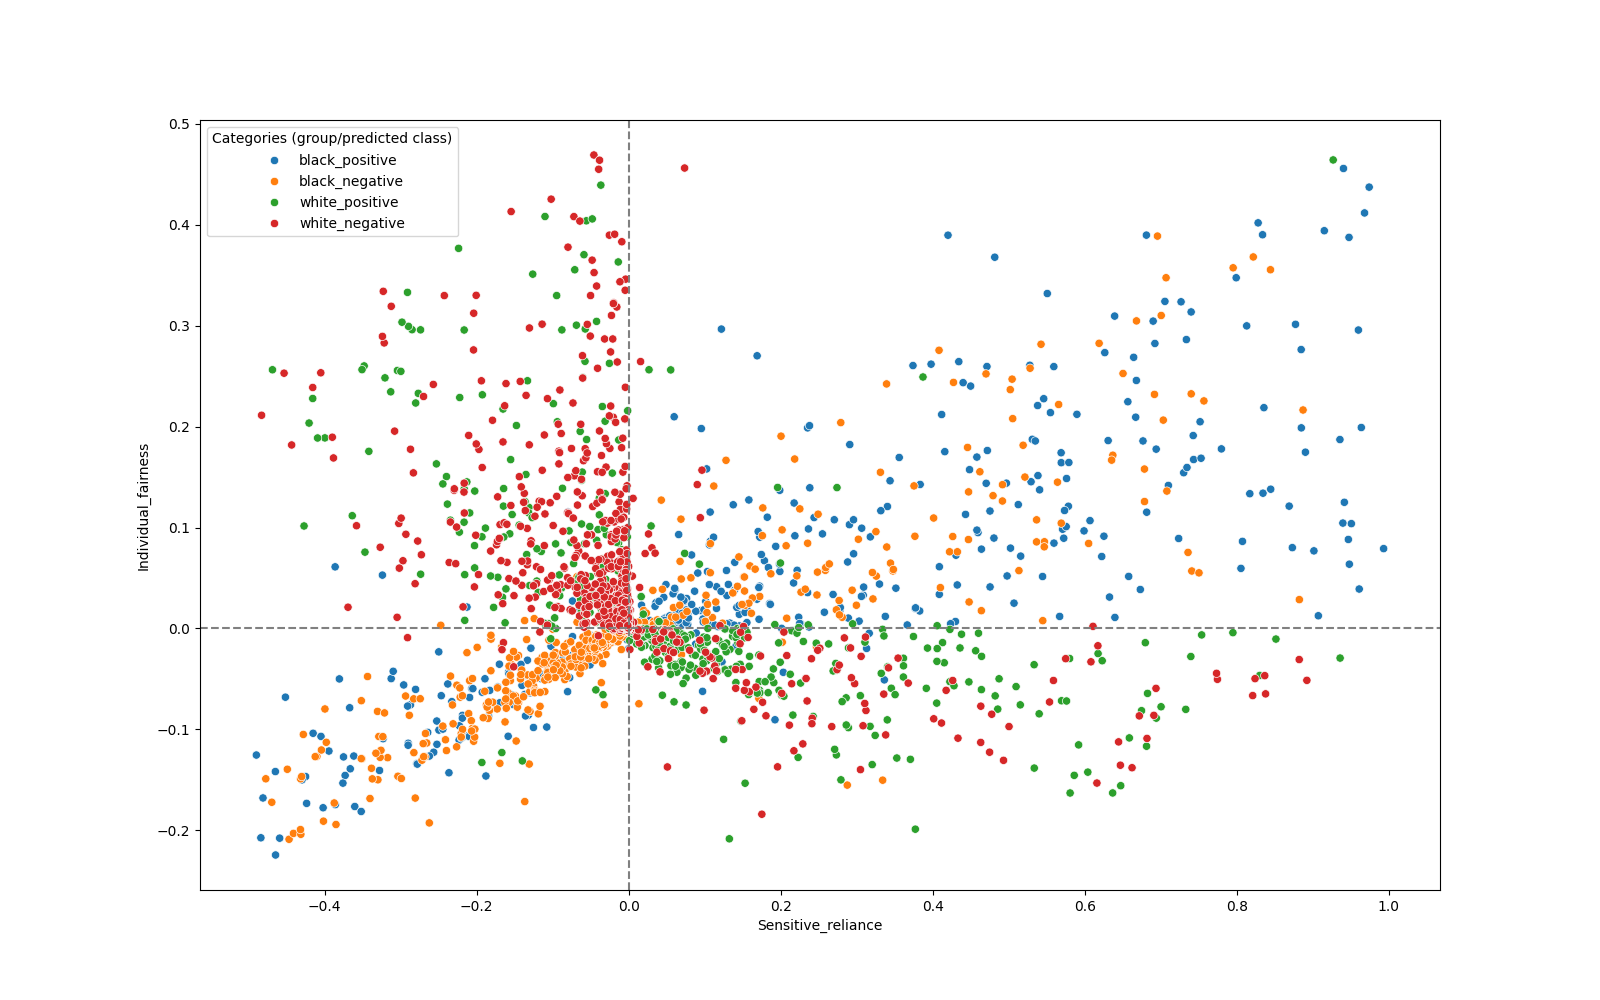 Categories (group/predicted class)
black_positive
black_negative
white_positive
white_negative
0.5
0.4
0.3
0.2
0.1
0.0
−0.1
−0.2
Individual_fairness
−0.4
−0.2
0.0
0.2
0.4
0.6
0.8
1.0
Sensitive_reliance